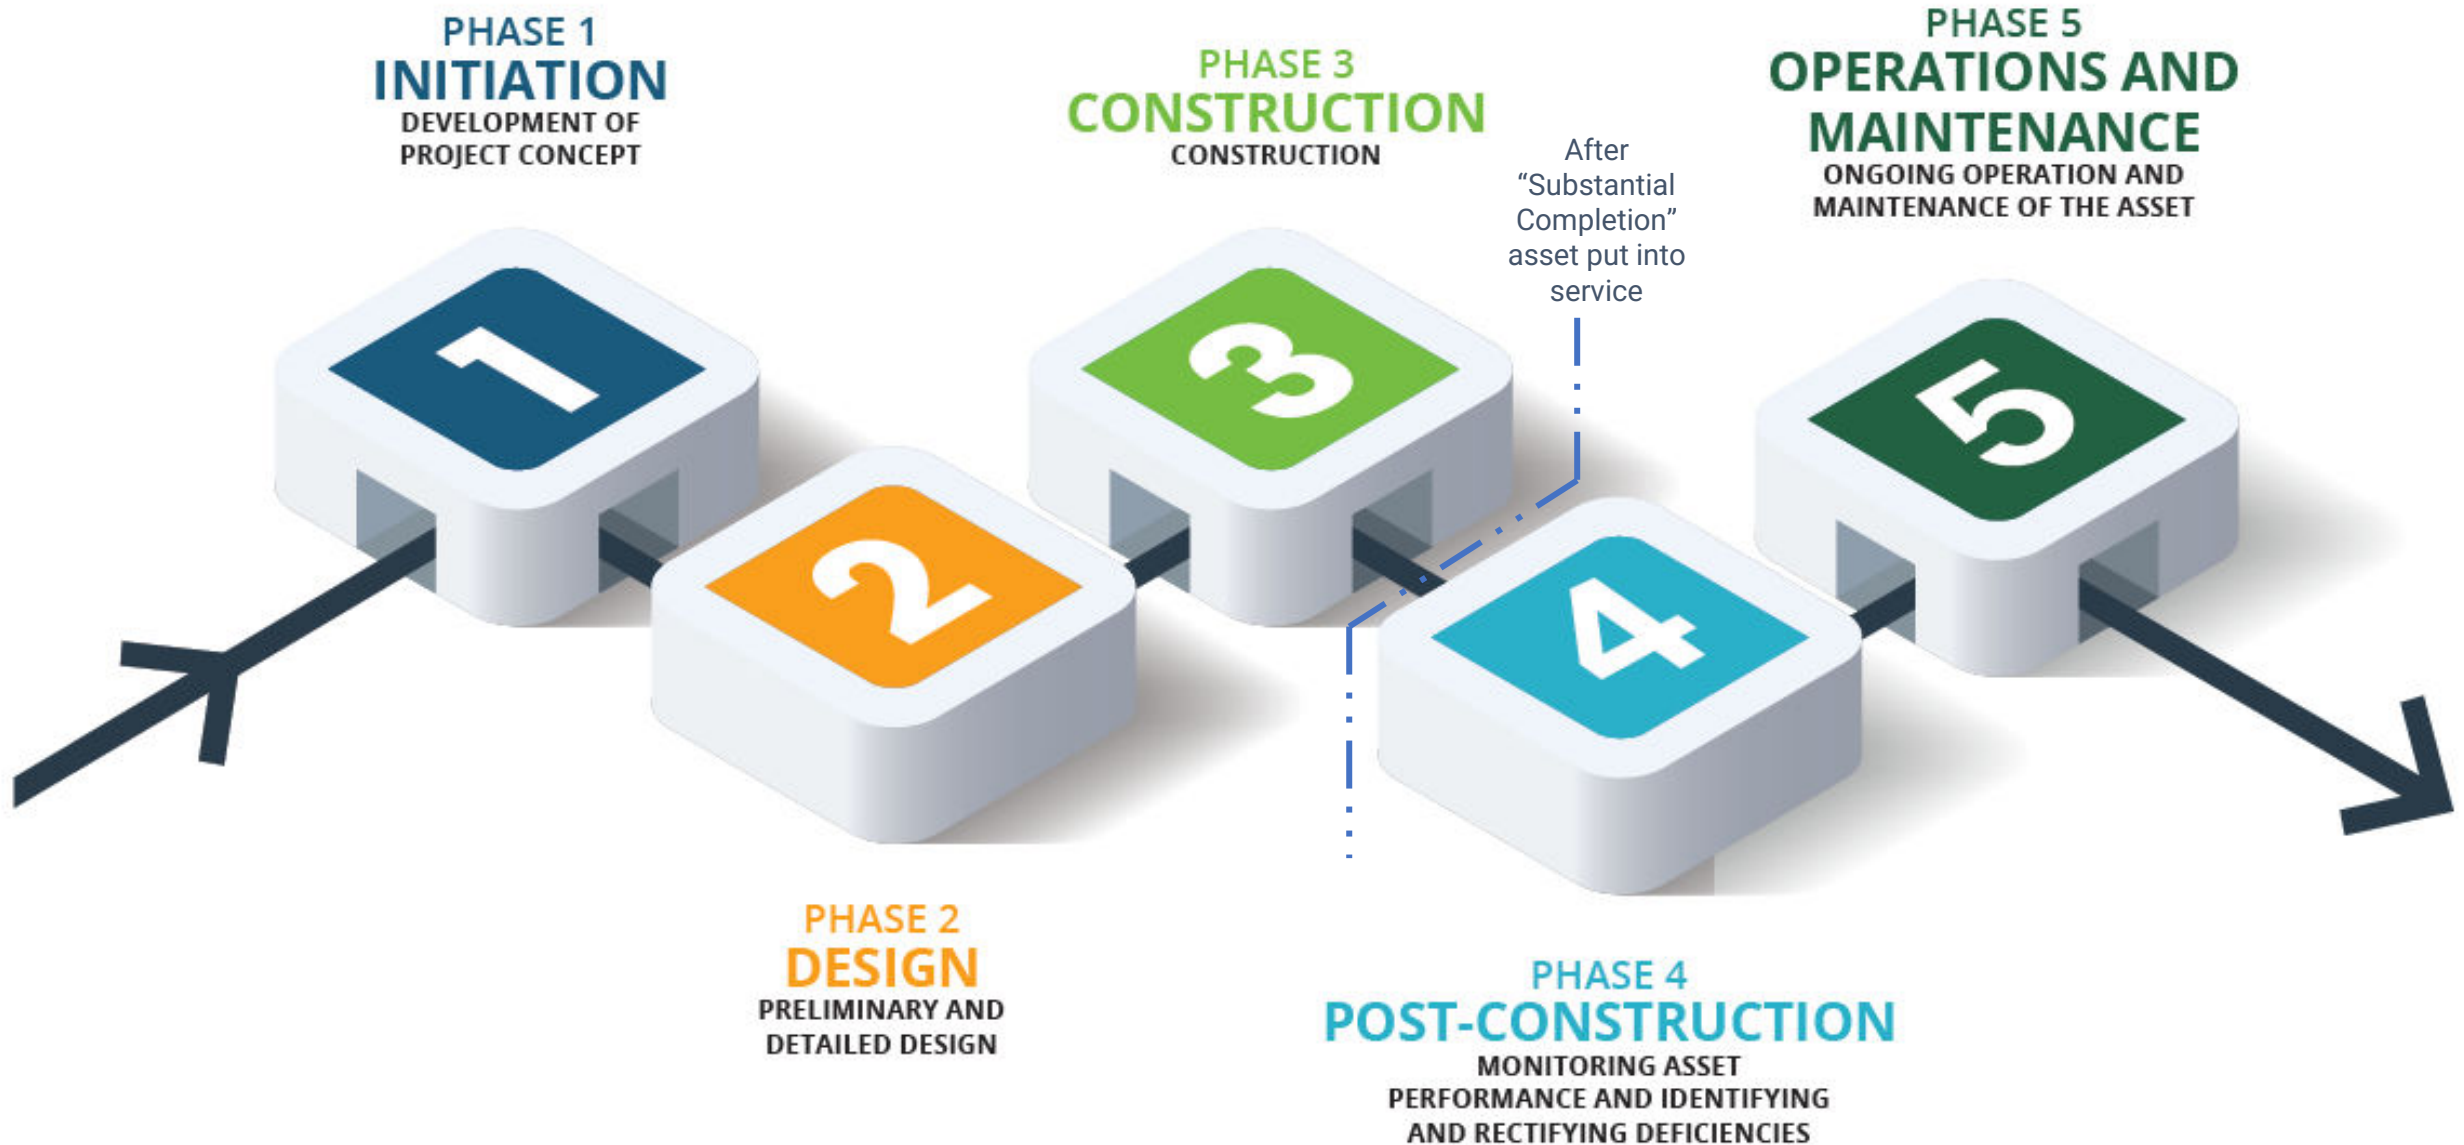 PHASE 1
INITIATION
DEVELOPMENT OF
PROJECT CONCEPT
1
PHASE 2
DESIGN
PRELIMINARY AND
DETAILED DESIGN
2
PHASE 3
CONSTRUCTION
CONSTRUCTION
3
After
“Substantial
Completion”
asset put into
service
PHASE 4
POST-CONSTRUCTION
MONITORING ASSET
PERFORMANCE AND IDENTIFYING
AND RECTIFYING DEFICIENCIES
4
PHASE 5
OPERATIONS AND
MAINTENANCE
ONGOING OPERATION AND
MAINTENANCE OF THE ASSET
5